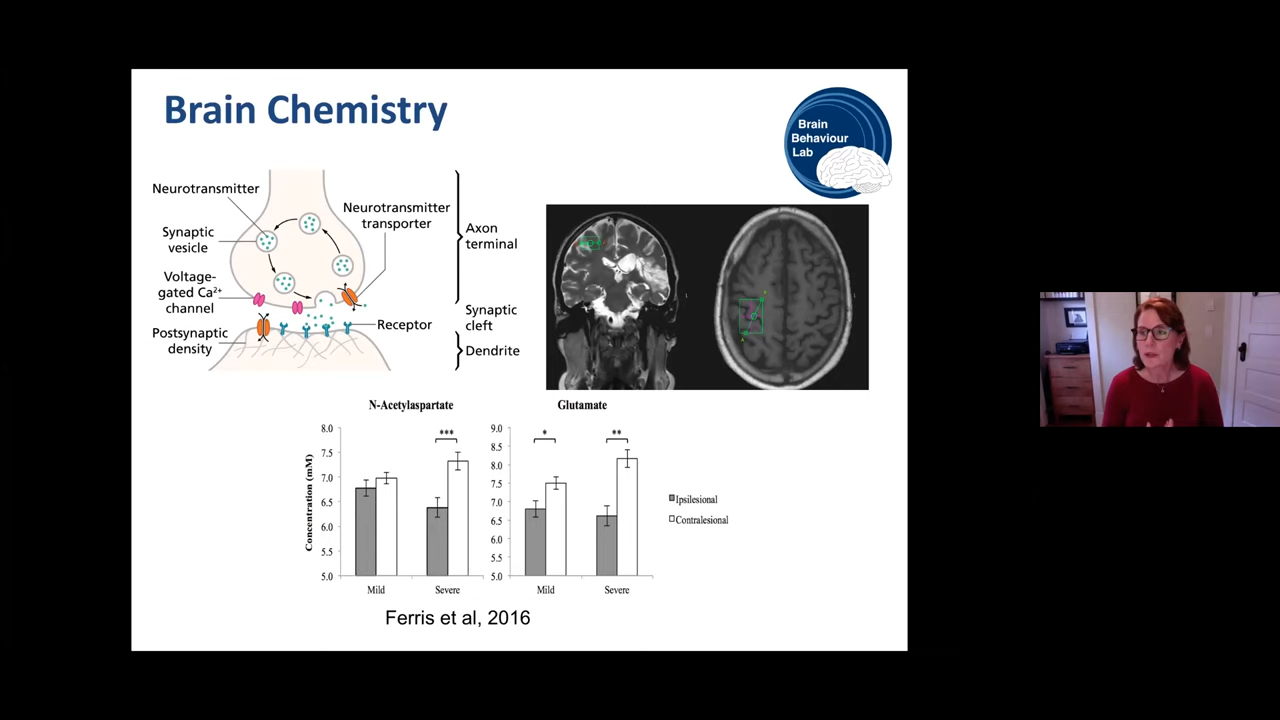 Brain Chemistry
Brain
Behaviour
Lab
Neurotransmitter
Synaptic
vesicle
Voltage-
gated Ca²⁺
channel
Postsynaptic
density
Neurotransmitter
transporter
Receptor
Axon
terminal
Synaptic
cleft
Dendrite
N-Acetylaspartate
Concentration (mM)
8.0
7.5
7.0
6.5
6.0
5.5
5.0
***
Mild
Severe
Glutamate
9.0
8.5
8.0
7.5
7.0
6.5
6.0
5.5
5.0
*
**
Mild
Severe
Ipsilesional
Contralesional
Ferris et al, 2016